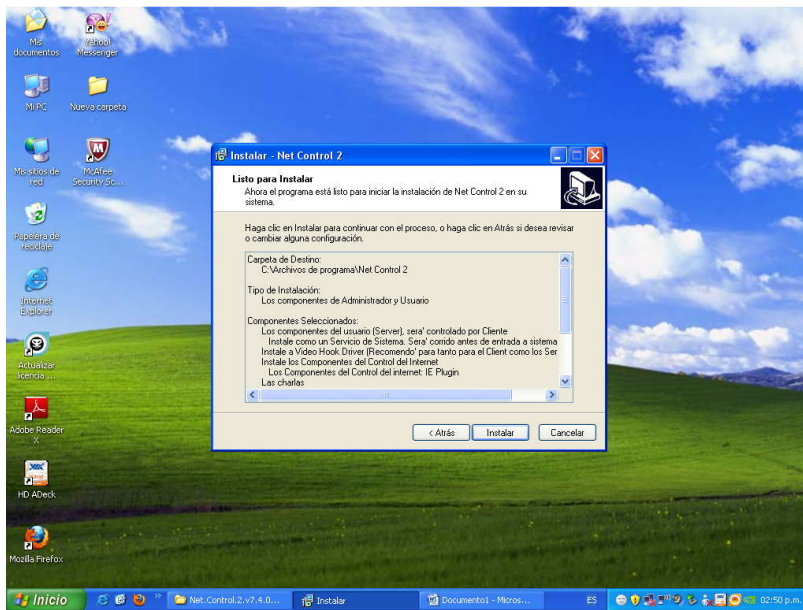 Mis
documentos
Yahoo!
Messenger
Mi PC
Nueva carpeta
Mis sitios de
red
McAfee
Security Sc...
Papelera de
reciclaje
Internet
Explorer
Actualizar
licencia ...
Adobe Reader
X
HD ADeck
Mozilla Firefox
Instalar - Net Control 2
Listo para Instalar
Ahora el programa está listo para iniciar la instalación de Net Control 2 en su
sistema.
Haga clic en Instalar para continuar con el proceso, o haga clic en Atrás si desea revisar
o cambiar alguna configuración.
Carpeta de Destino:
C:\Archivos de programa\Net Control 2
Tipo de Instalación:
Los componentes de Administrador y Usuario
Componentes Seleccionados:
Los componentes del usuario (Server), sera' controlado por Cliente
Instale como un Servicio de Sistema. Sera' corrido antes de entrada a sistema
Instale a Video Hook Driver (Recomendo' para tanto para el Client como los Ser
Instale los Componentes del Control del Internet
Los Componentes del Control del internet: IE Plugin
Las charlas
< Atrás
Instalar
Cancelar
Inicio
Net.Control.2.v7.4.0...
Instalar
Documento1 - Micros...
ES
02:50 p.m.